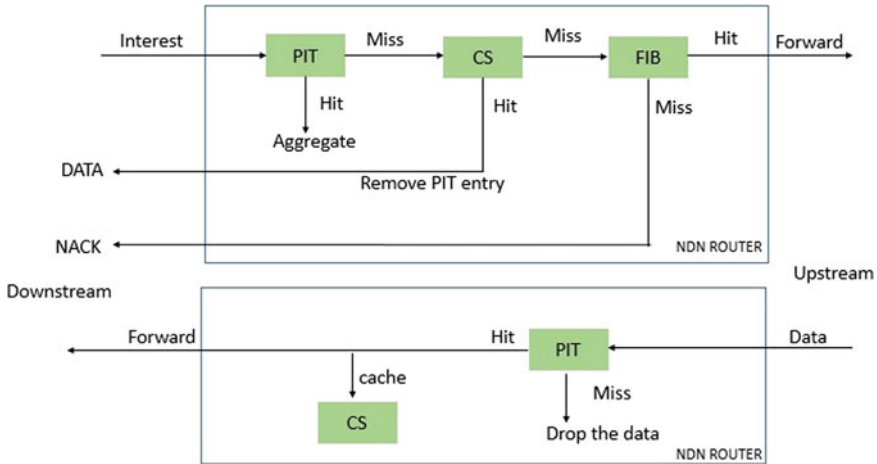 Interest
PIT
Miss
CS
Miss
FIB
Hit
Forward
Hit
Hit
Miss
Aggregate
DATA
Remove PIT entry
NACK
NDN ROUTER
Upstream
Downstream
Forward
Hit
PIT
Data
cache
Miss
CS
Drop the data
NDN ROUTER